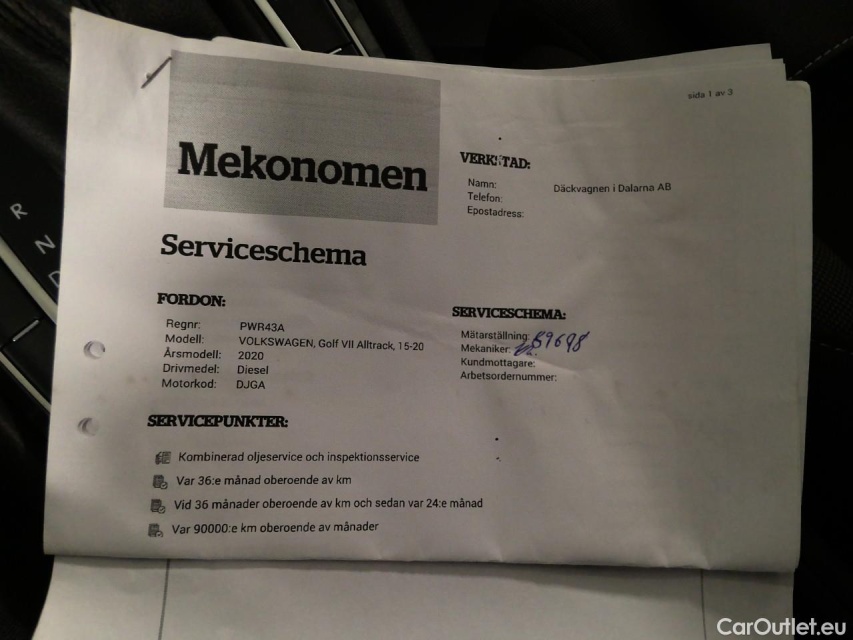 sida 1 av 3
Mekonomen
VERKSTAD:
Namn: Däckvagnen i Dalarna AB
Telefon:
Epostadress:
Serviceschema
FORDON:
Regnr: PWR43A
Modell: VOLKSWAGEN, Golf VII Alltrack, 15-20
Årsmodell: 2020
Drivmedel: Diesel
Motorkod: DJGA
SERVICESCHEMA:
Mätarställning: 89698
Mekaniker:
Kundmottagare:
Arbetsordernummer:
SERVICEPUNKTER:
Kombinerad oljeservice och inspektionsservice
Var 36:e månad oberoende av km
Vid 36 månader oberoende av km och sedan var 24:e månad
Var 90000:e km oberoende av månader
R
N
D
CarOutlet.eu